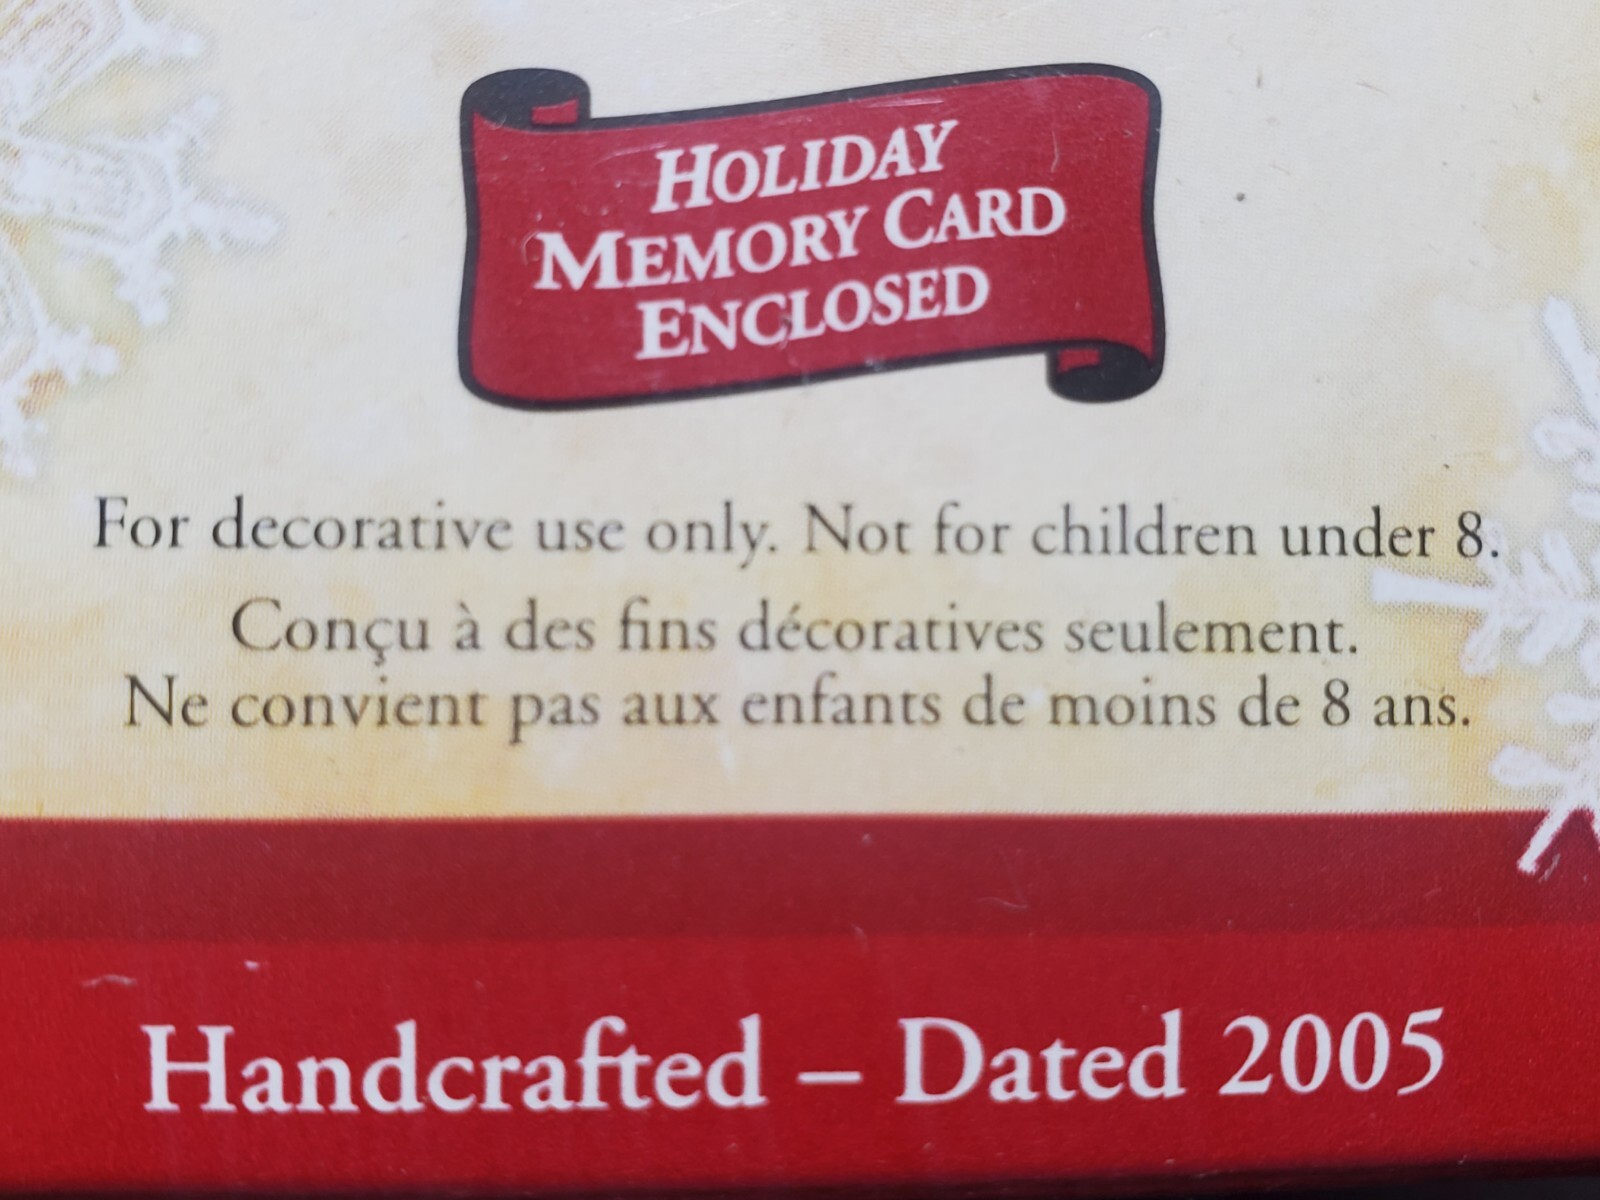 HOLIDAY
MEMORY CARD
ENCLOSED
For decorative use only. Not for children under 8.
Conçu à des fins décoratives seulement.
Ne convient pas aux enfants de moins de 8 ans.
Handcrafted – Dated 2005